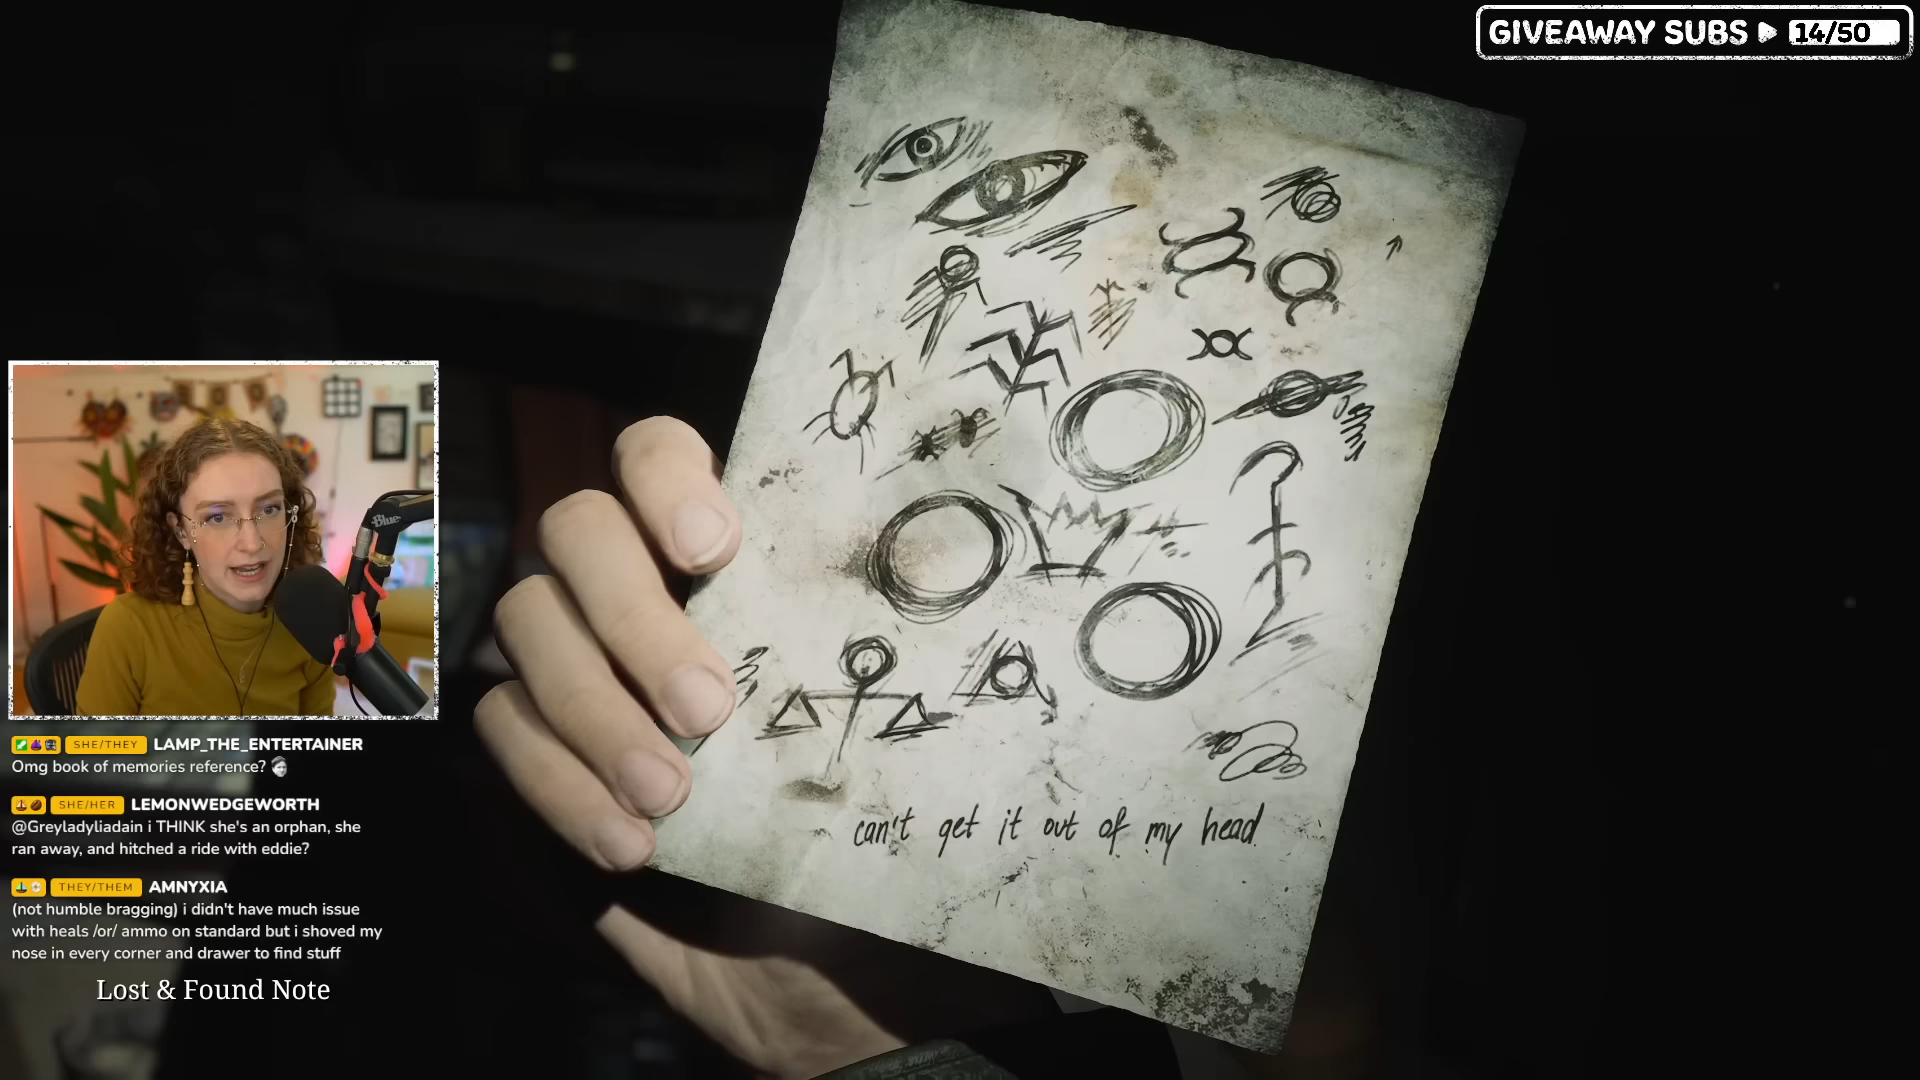 GIVEAWAY SUBS 14/50
can't get it out of my head
Blue
SHE/THEY LAMP_THE_ENTERTAINER
Omg book of memories reference?
SHE/HER LEMONWEDGEWORTH
@Greyladyliadain i THINK she's an orphan, she
ran away, and hitched a ride with eddie?
THEY/THEM AMNYXIA
(not humble bragging) i didn't have much issue
with heals /or/ ammo on standard but i shoved my
nose in every corner and drawer to find stuff
Lost & Found Note